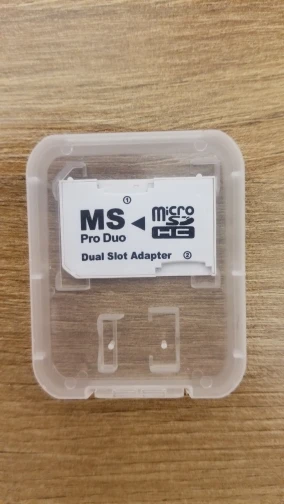 ①
MS ◄ micro
SD
Pro Duo HC
Dual Slot Adapter ②